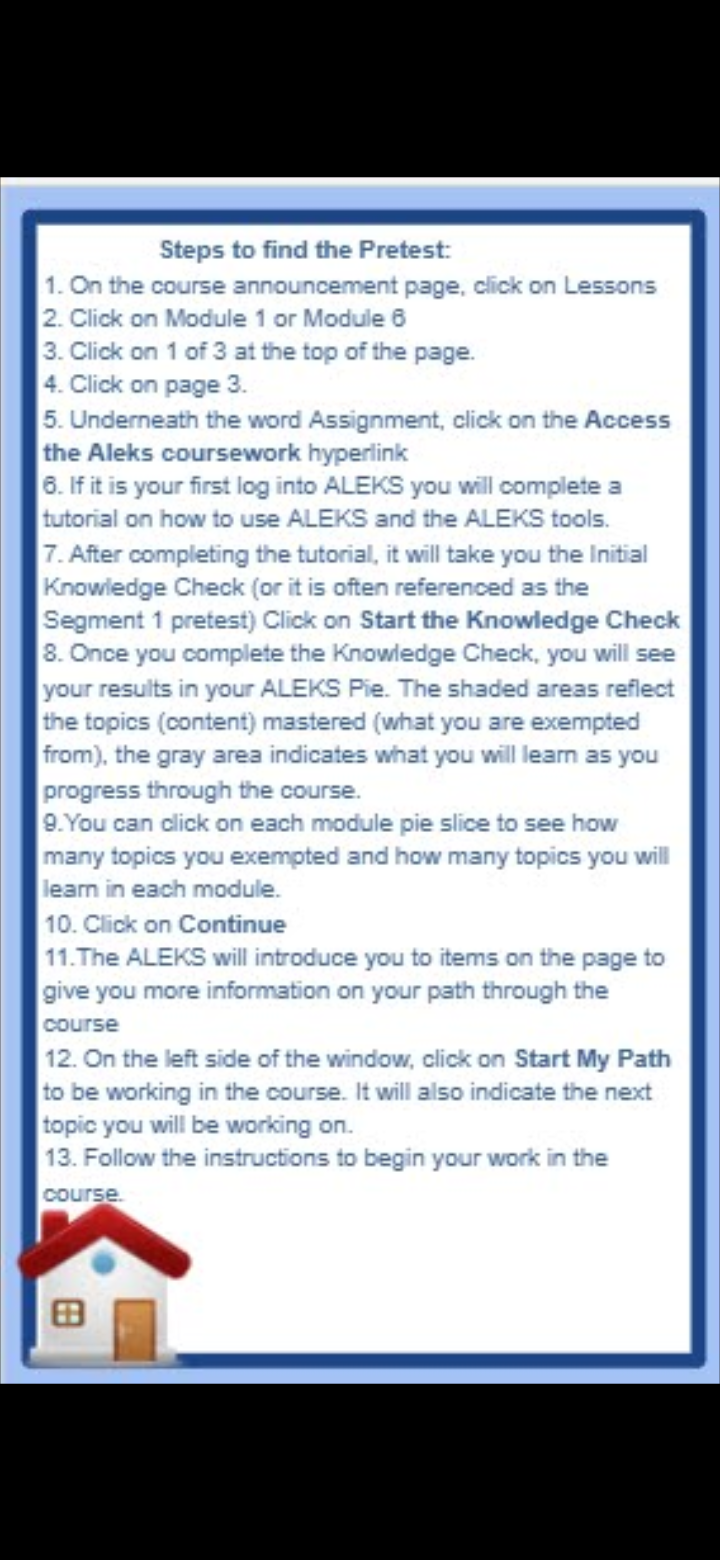 Steps to find the Pretest:
1. On the course announcement page, click on Lessons
2. Click on Module 1 or Module 6
3. Click on 1 of 3 at the top of the page.
4. Click on page 3.
5. Underneath the word Assignment, click on the Access
the Aleks coursework hyperlink
6. If it is your first log into ALEKS you will complete a
tutorial on how to use ALEKS and the ALEKS tools.
7. After completing the tutorial, it will take you the Initial
Knowledge Check (or it is often referenced as the
Segment 1 pretest) Click on Start the Knowledge Check
8. Once you complete the Knowledge Check, you will see
your results in your ALEKS Pie. The shaded areas reflect
the topics (content) mastered (what you are exempted
from), the gray area indicates what you will learn as you
progress through the course.
9.You can click on each module pie slice to see how
many topics you exempted and how many topics you will
learn in each module.
10. Click on Continue
11.The ALEKS will introduce you to items on the page to
give you more information on your path through the
course
12. On the left side of the window, click on Start My Path
to be working in the course. It will also indicate the next
topic you will be working on.
13. Follow the instructions to begin your work in the
course.